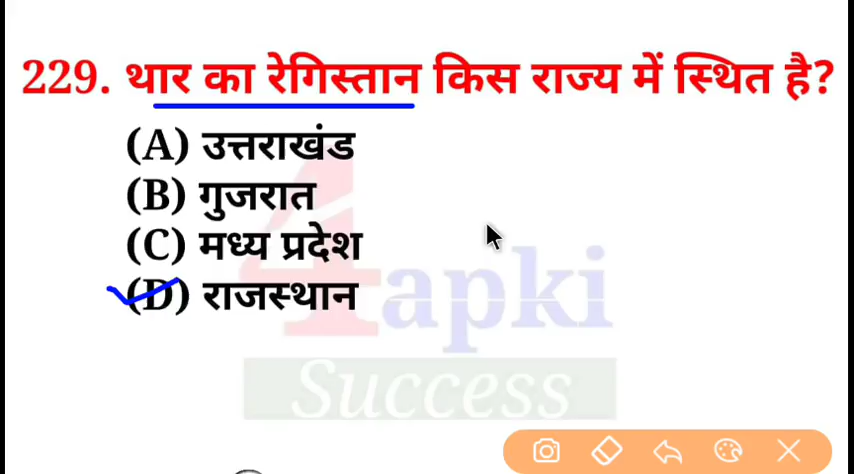 229. थार का रेगिस्तान किस राज्य में स्थित है?
(A) उत्तराखंड
(B) गुजरात
(C) मध्य प्रदेश
(D) राजस्थान
4apki
Success